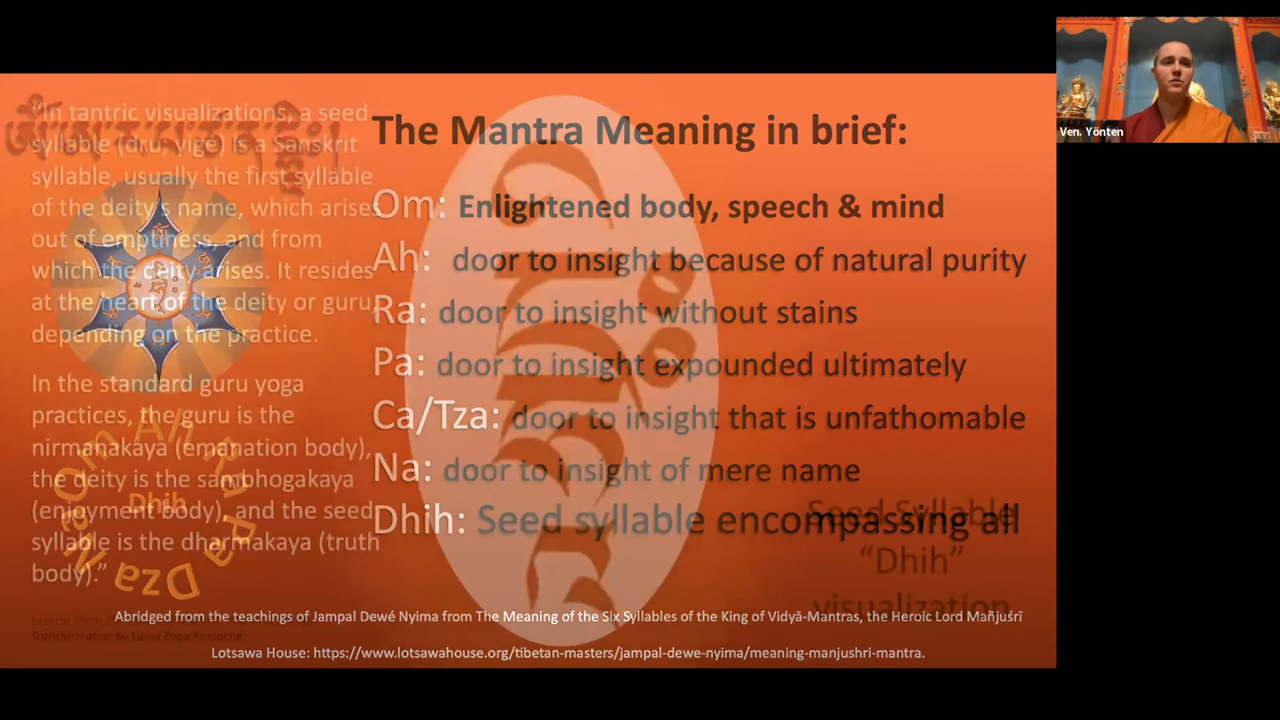 "In tantric visualizations, a seed
syllable (dru; yige) is a Sanskrit
syllable, usually the first syllable
of the deity's name, which arises
out of emptiness, and from
which the deity arises. It resides
at the heart of the deity or guru,
depending on the practice.
In the standard guru yoga
practices, the guru is the
nirmanakaya (emanation body),
the deity is the sambhogakaya
(enjoyment body), and the seed
syllable is the dharmakaya (truth
body)."
Om Ah Ra Pa Dza Na
Dhih
Transformation by Lama Zopa Rinpoche
The Mantra Meaning in brief:
Om: Enlightened body, speech & mind
Ah: door to insight because of natural purity
Ra: door to insight without stains
Pa: door to insight expounded ultimately
Ca/Tza: door to insight that is unfathomable
Na: door to insight of mere name
Dhih: Seed syllable encompassing all
Seed Syllable
"Dhih"
visualization
Abridged from the teachings of Jampal Dewé Nyima from The Meaning of the Six Syllables of the King of Vidyā-Mantras, the Heroic Lord Mañjuśrī
Lotsawa House: https://www.lotsawahouse.org/tibetan-masters/jampal-dewe-nyima/meaning-manjushri-mantra.
Ven. Yönten